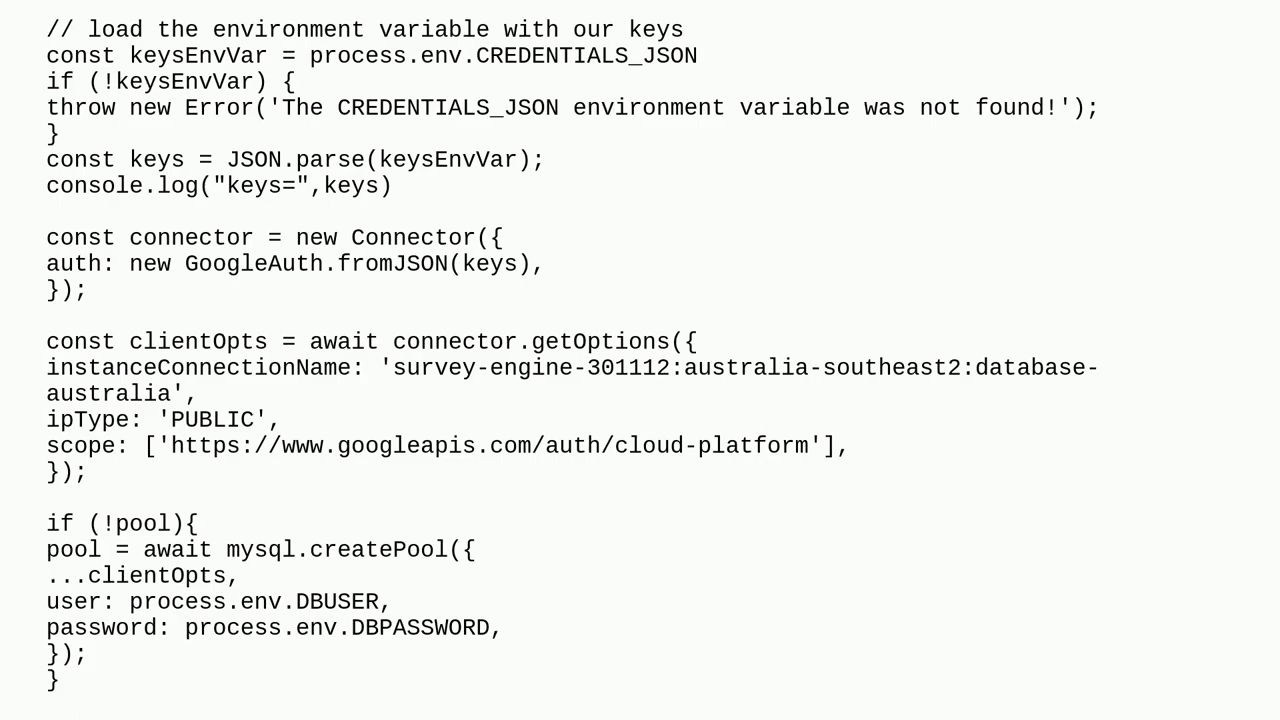 // load the environment variable with our keys
const keysEnvVar = process.env.CREDENTIALS_JSON
if (!keysEnvVar) {
throw new Error('The CREDENTIALS_JSON environment variable was not found!');
}
const keys = JSON.parse(keysEnvVar);
console.log("keys=",keys)

const connector = new Connector({
auth: new GoogleAuth.fromJSON(keys),
});

const clientOpts = await connector.getOptions({
instanceConnectionName: 'survey-engine-301112:australia-southeast2:database-
australia',
ipType: 'PUBLIC',
scope: ['https://www.googleapis.com/auth/cloud-platform'],
});

if (!pool){
pool = await mysql.createPool({
...clientOpts,
user: process.env.DBUSER,
password: process.env.DBPASSWORD,
});
}